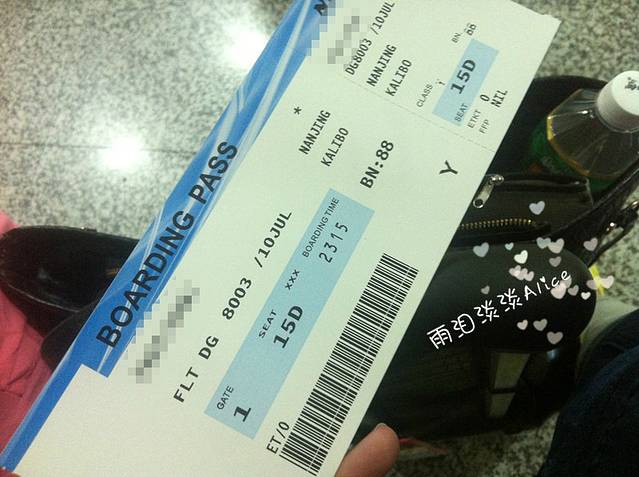 BOARDING PASS
FLT DG 8003 /10JUL
*
NANJING
KALIBO
BN:88
GATE SEAT XXX BOARDING TIME
1 15D 2315
Y
ET/0
DG8003 /10JUL
NANJING
KALIBO
CLASS Y BN. 88
SEAT 15D
ETKT 0
FFP NIL
雨泪淡淡Alice